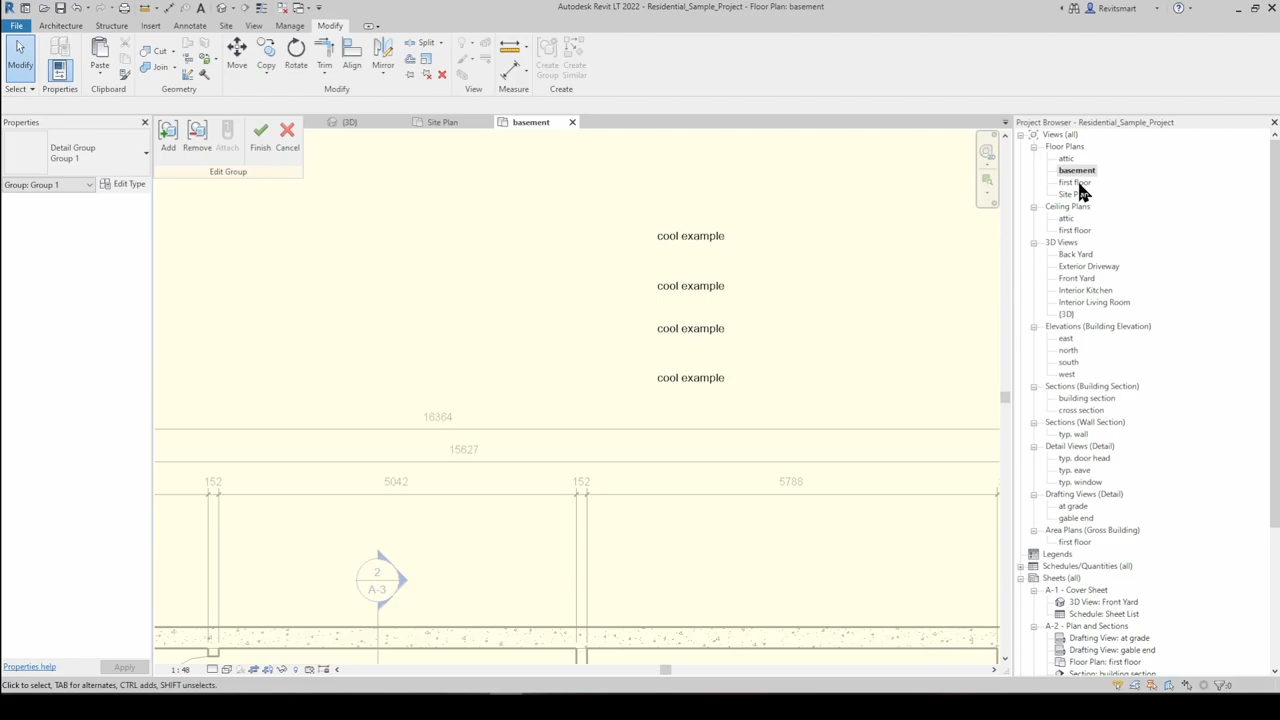 Autodesk Revit LT 2022 - Residential_Sample_Project - Floor Plan: basement
Revitsmart
File
Architecture
Structure
Insert
Annotate
Site
View
Manage
Modify
Modify
Select
Properties
Paste
Clipboard
Cut
Join
Geometry
Move
Copy
Rotate
Trim
Align
Mirror
Split
Modify
View
Measure
Create Group
Create Similar
Create
Properties
Detail Group
Group 1
Group: Group 1
Edit Type
Properties help
Apply
Add
Remove
Attach
Finish
Cancel
Edit Group
{3D}
Site Plan
basement
cool example
cool example
cool example
cool example
16364
15627
152
5042
152
5788
2
A-3
1 : 48
Click to select, TAB for alternates, CTRL adds, SHIFT unselects.
:0
Project Browser - Residential_Sample_Project
Views (all)
Floor Plans
attic
basement
first floor
Site
Ceiling Plans
attic
first floor
3D Views
Back Yard
Exterior Driveway
Front Yard
Interior Kitchen
Interior Living Room
{3D}
Elevations (Building Elevation)
east
north
south
west
Sections (Building Section)
building section
cross section
Sections (Wall Section)
typ. wall
Detail Views (Detail)
typ. door head
typ. eave
typ. window
Drafting Views (Detail)
at grade
gable end
Area Plans (Gross Building)
first floor
Legends
Schedules/Quantities (all)
Sheets (all)
A-1 - Cover Sheet
3D View: Front Yard
Schedule: Sheet List
A-2 - Plan and Sections
Drafting View: at grade
Drafting View: gable end
Floor Plan: first floor
Section: building section